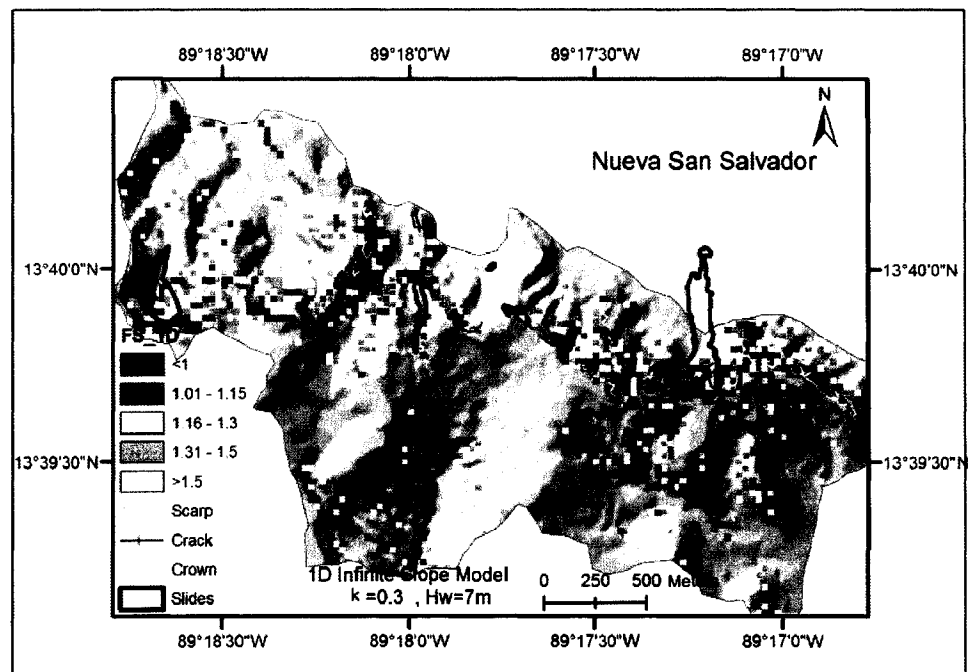 89°18'30"W 89°18'0"W 89°17'30"W 89°17'0"W
N
Nueva San Salvador
13°40'0"N 13°40'0"N
FS_1D
<1
1.01 - 1.15
1.16 - 1.3
1.31 - 1.5
>1.5
13°39'30"N 13°39'30"N
Scarp
Crack
Crown
Slides
1D Infinite Slope Model
k =0.3 , Hw=7m
0 250 500 Met
89°18'30"W 89°18'0"W 89°17'30"W 89°17'0"W